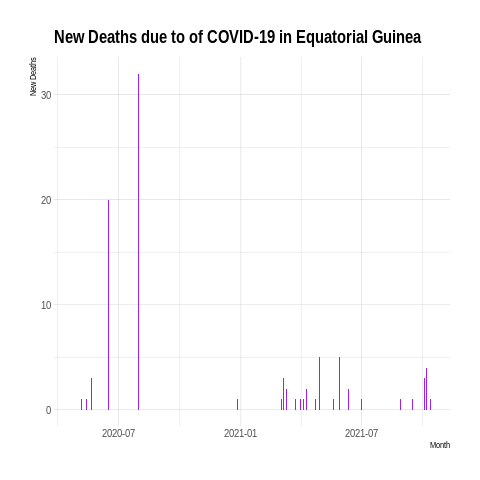 New Deaths due to of COVID-19 in Equatorial Guinea
New Deaths
30
20
10
0
2020-07
2021-01
2021-07
Month